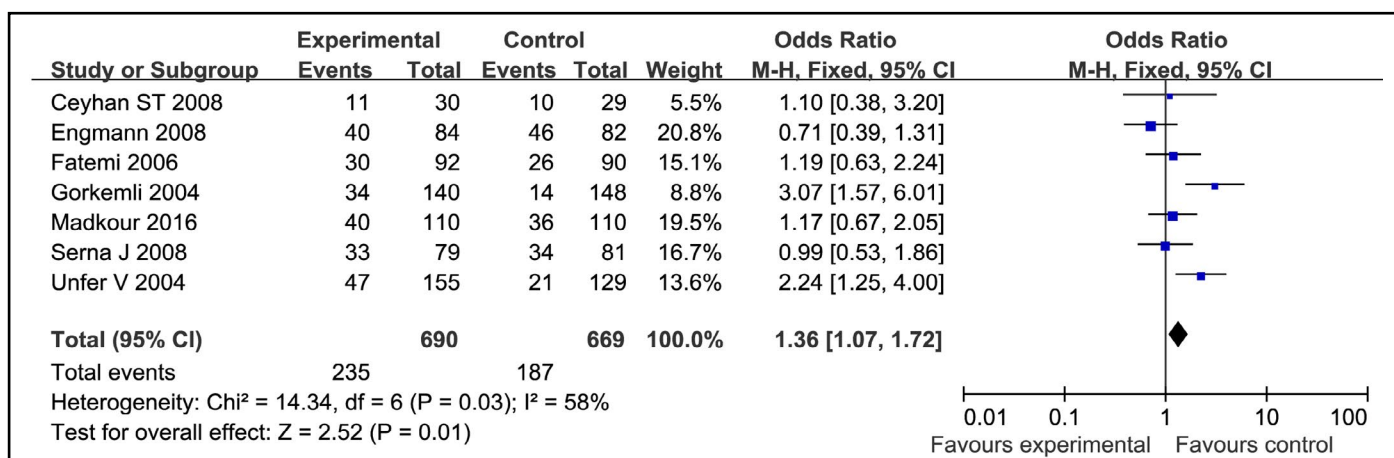 Experimental Control Odds Ratio Odds Ratio
Study or Subgroup Events Total Events Total Weight M-H, Fixed, 95% CI M-H, Fixed, 95% CI
Ceyhan ST 2008 11 30 10 29 5.5% 1.10 [0.38, 3.20]
Engmann 2008 40 84 46 82 20.8% 0.71 [0.39, 1.31]
Fatemi 2006 30 92 26 90 15.1% 1.19 [0.63, 2.24]
Gorkemli 2004 34 140 14 148 8.8% 3.07 [1.57, 6.01]
Madkour 2016 40 110 36 110 19.5% 1.17 [0.67, 2.05]
Serna J 2008 33 79 34 81 16.7% 0.99 [0.53, 1.86]
Unfer V 2004 47 155 21 129 13.6% 2.24 [1.25, 4.00]
Total (95% CI) 690 669 100.0% 1.36 [1.07, 1.72]
Total events 235 187
Heterogeneity: Chi² = 14.34, df = 6 (P = 0.03); I² = 58%
Test for overall effect: Z = 2.52 (P = 0.01)
0.01 0.1 1 10 100
Favours experimental Favours control